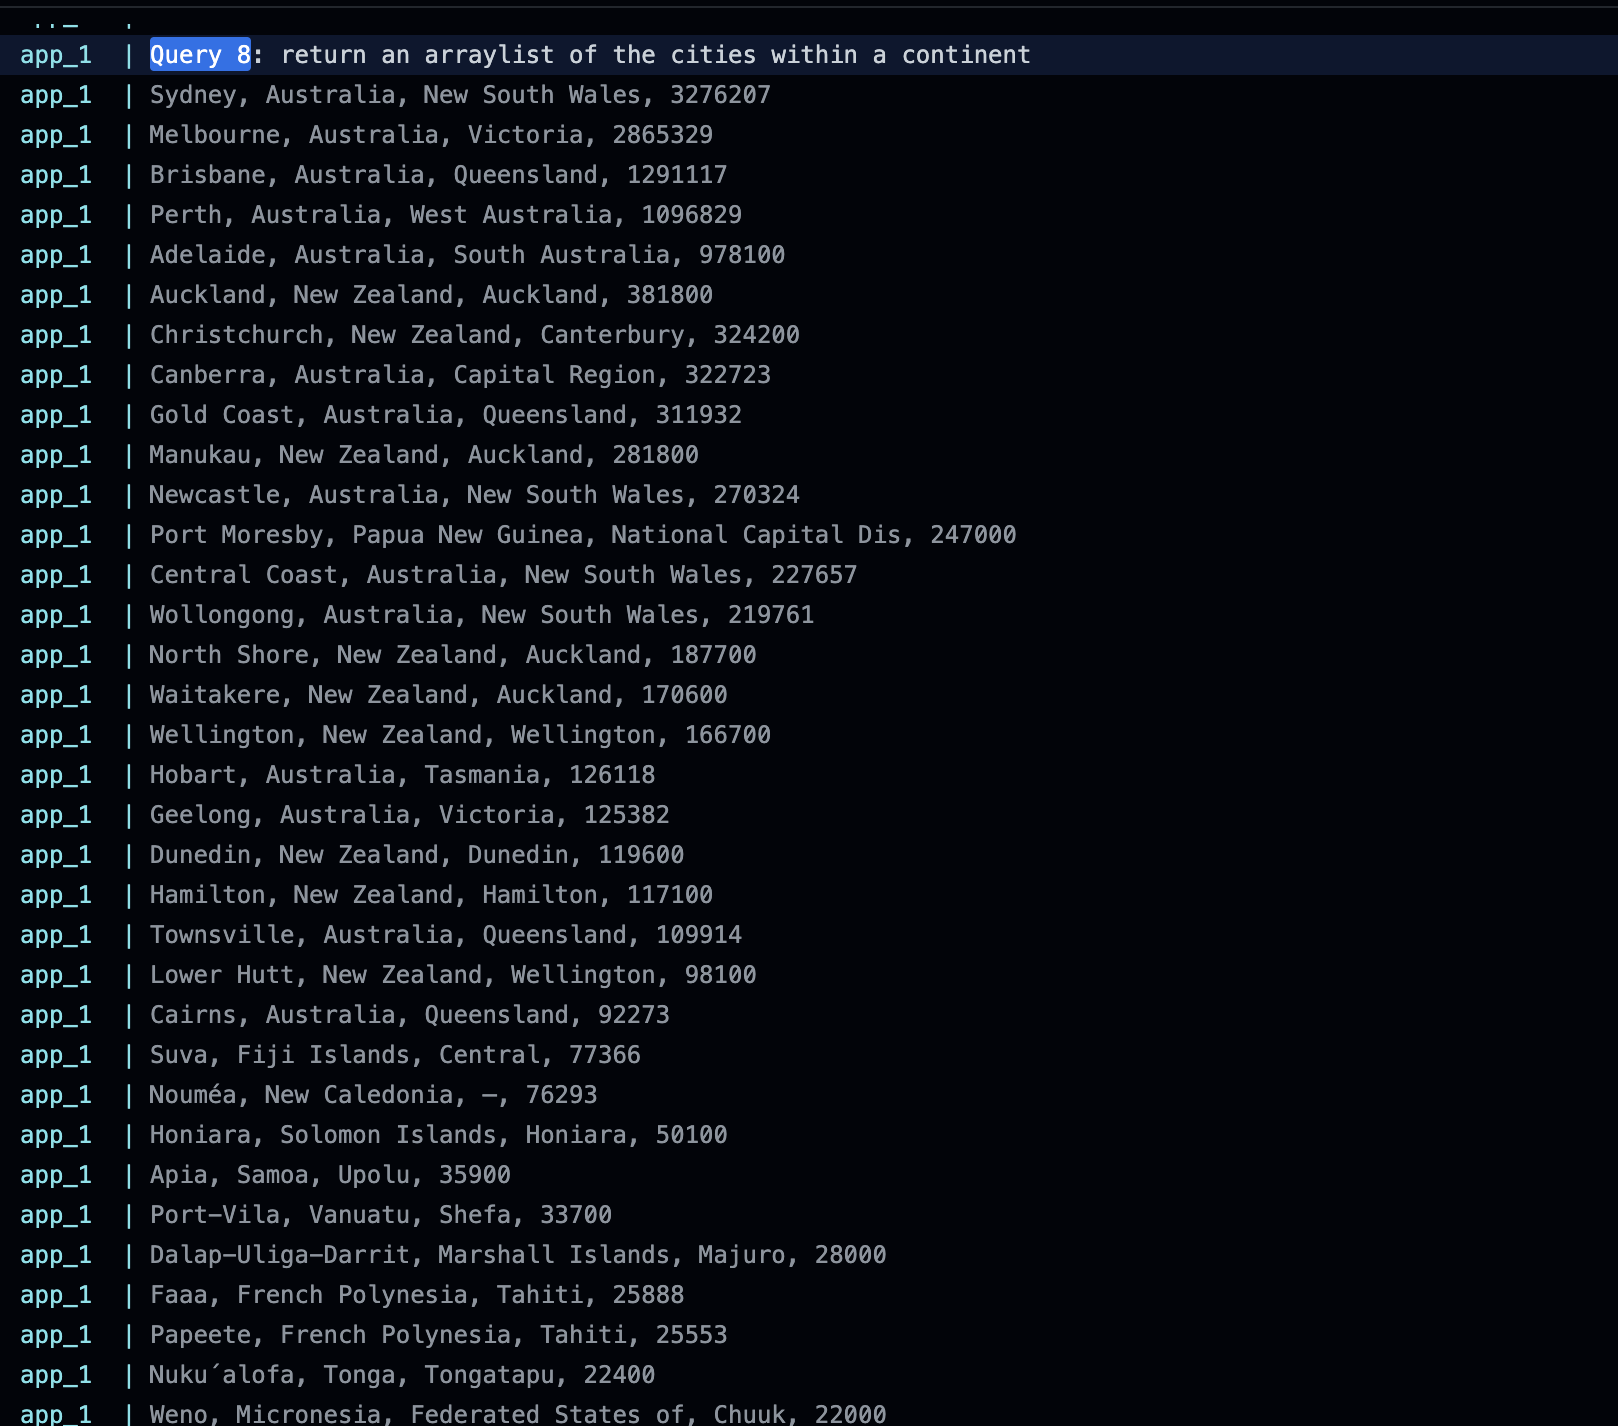 app_1 | Query 8: return an arraylist of the cities within a continent
app_1 | Sydney, Australia, New South Wales, 3276207
app_1 | Melbourne, Australia, Victoria, 2865329
app_1 | Brisbane, Australia, Queensland, 1291117
app_1 | Perth, Australia, West Australia, 1096829
app_1 | Adelaide, Australia, South Australia, 978100
app_1 | Auckland, New Zealand, Auckland, 381800
app_1 | Christchurch, New Zealand, Canterbury, 324200
app_1 | Canberra, Australia, Capital Region, 322723
app_1 | Gold Coast, Australia, Queensland, 311932
app_1 | Manukau, New Zealand, Auckland, 281800
app_1 | Newcastle, Australia, New South Wales, 270324
app_1 | Port Moresby, Papua New Guinea, National Capital Dis, 247000
app_1 | Central Coast, Australia, New South Wales, 227657
app_1 | Wollongong, Australia, New South Wales, 219761
app_1 | North Shore, New Zealand, Auckland, 187700
app_1 | Waitakere, New Zealand, Auckland, 170600
app_1 | Wellington, New Zealand, Wellington, 166700
app_1 | Hobart, Australia, Tasmania, 126118
app_1 | Geelong, Australia, Victoria, 125382
app_1 | Dunedin, New Zealand, Dunedin, 119600
app_1 | Hamilton, New Zealand, Hamilton, 117100
app_1 | Townsville, Australia, Queensland, 109914
app_1 | Lower Hutt, New Zealand, Wellington, 98100
app_1 | Cairns, Australia, Queensland, 92273
app_1 | Suva, Fiji Islands, Central, 77366
app_1 | Nouméa, New Caledonia, –, 76293
app_1 | Honiara, Solomon Islands, Honiara, 50100
app_1 | Apia, Samoa, Upolu, 35900
app_1 | Port-Vila, Vanuatu, Shefa, 33700
app_1 | Dalap-Uliga-Darrit, Marshall Islands, Majuro, 28000
app_1 | Faaa, French Polynesia, Tahiti, 25888
app_1 | Papeete, French Polynesia, Tahiti, 25553
app_1 | Nuku´alofa, Tonga, Tongatapu, 22400
app_1 | Weno, Micronesia, Federated States of, Chuuk, 22000